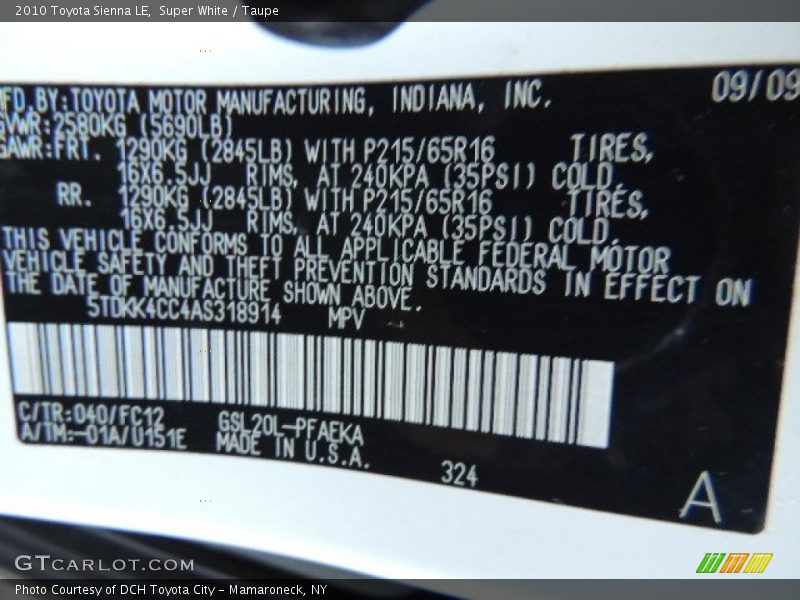 2010 Toyota Sienna LE,  Super White / Taupe
09/09
MFD.BY:TOYOTA MOTOR MANUFACTURING, INDIANA, INC.
GVWR:2580KG (5690LB)
GAWR:FRT. 1290KG (2845LB) WITH P215/65R16 TIRES,
16X6.5JJ RIMS, AT 240KPA (35PSI) COLD.
RR. 1290KG (2845LB) WITH P215/65R16 TIRES,
16X6.5JJ RIMS, AT 240KPA (35PSI) COLD.
THIS VEHICLE CONFORMS TO ALL APPLICABLE FEDERAL MOTOR
VEHICLE SAFETY AND THEFT PREVENTION STANDARDS IN EFFECT ON
THE DATE OF MANUFACTURE SHOWN ABOVE.
5TDKK4CC4AS318914 MPV
C/TR:040/FC12 GSL20L-PFAEKA
A/TM:-01A/U151E MADE IN U.S.A.
324
A
GTCARLOT.COM
Photo Courtesy of DCH Toyota City - Mamaroneck, NY